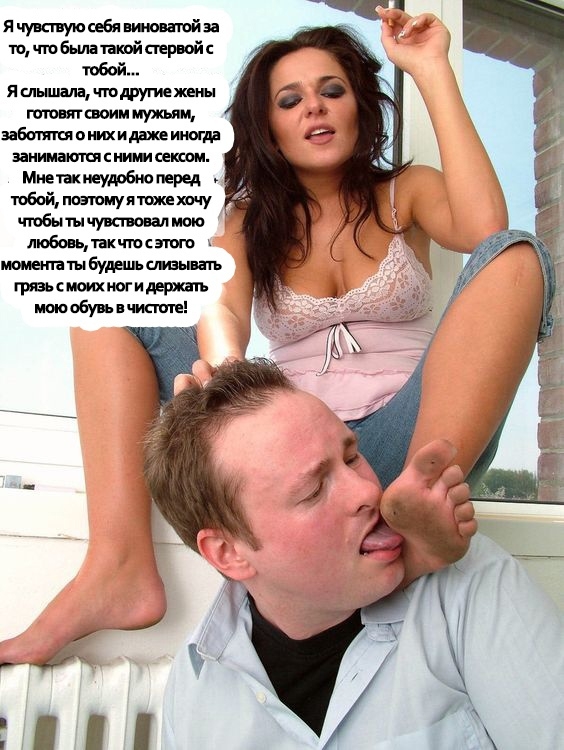 Я чувствую себя виноватой за
то, что была такой стервой с
тобой...
Я слышала, что другие жены
готовят своим мужьям,
заботятся о них и даже иногда
занимаются с ними сексом.
Мне так неудобно перед
тобой, поэтому я тоже хочу
чтобы ты чувствовал мою
любовь, так что с этого
момента ты будешь слизывать
грязь с моих ног и держать
мою обувь в чистоте!